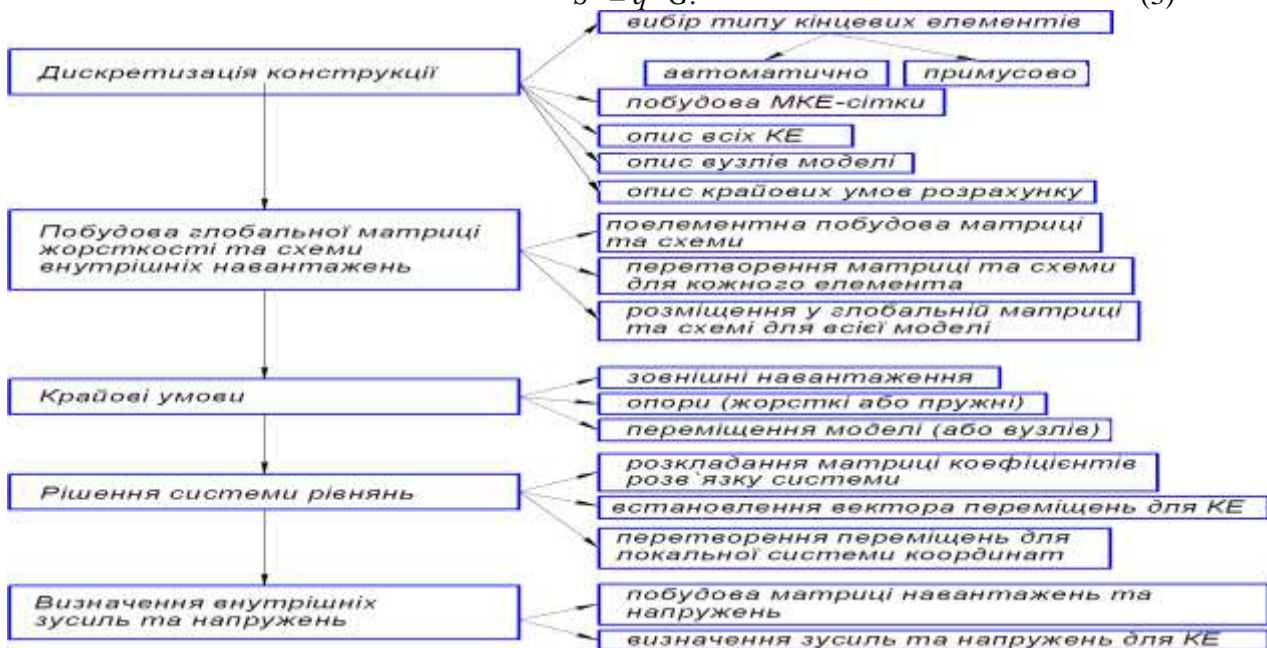 (3)
вибір типу кінцевих елементів
Дискретизація конструкції
автоматично
примусово
побудова МКЕ-сітки
опис всіх КЕ
опис вузлів моделі
опис крайових умов розрахунку
Побудова глобальної матриці
жорсткості та схеми
внутрішніх навантажень
поелементна побудова матриці
та схеми
перетворення матриці та схеми
для кожного елемента
розміщення у глобальній матриці
та схемі для всієї моделі
Крайові умови
зовнішні навантаження
опори (жорсткі або пружні)
переміщення моделі (або вузлів)
Рішення системи рівнянь
розкладання матриці коефіцієнтів
розв`язку системи
встановлення вектора переміщень для КЕ
перетворення переміщень для
локальної системи координат
Визначення внутрішніх
зусиль та напружень
побудова матриці навантажень та
напружень
визначення зусиль та напружень для КЕ